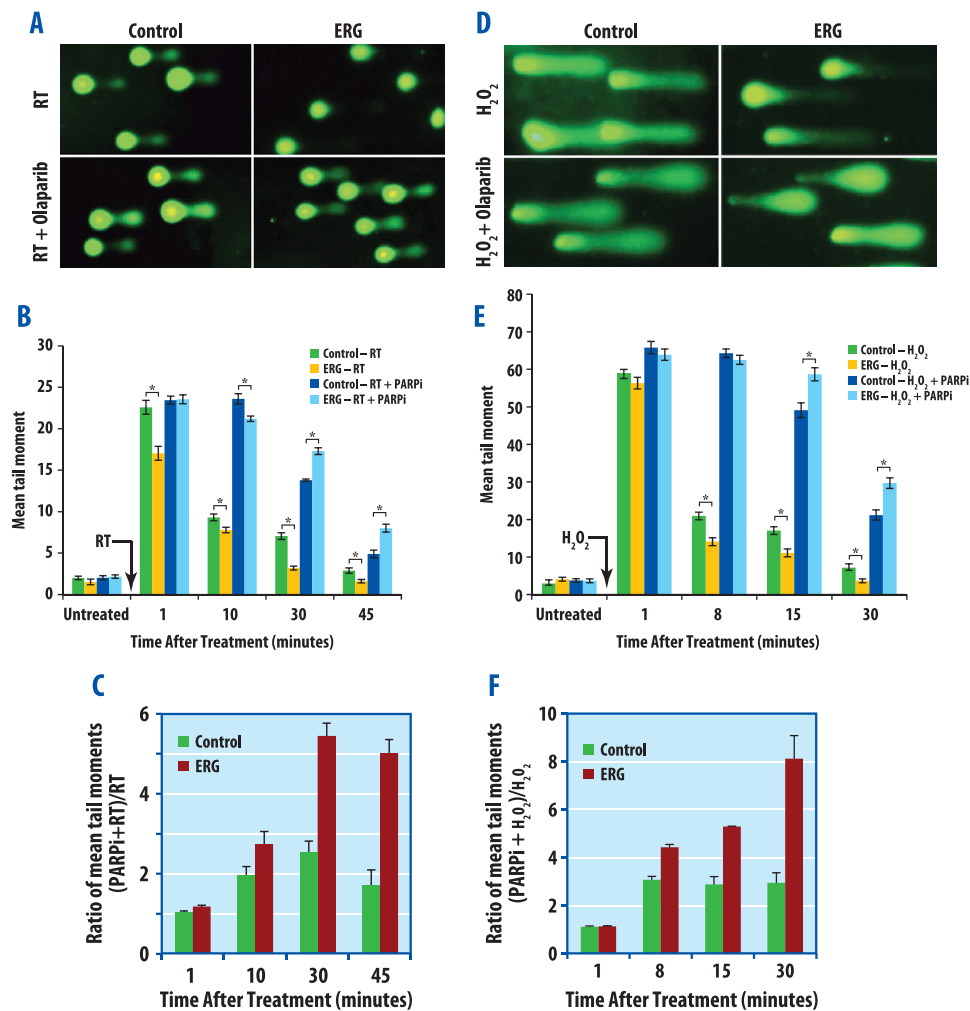 A
Control
ERG
RT
RT + Olaparib
D
Control
ERG
H₂O₂
H₂O₂ + Olaparib
B
Mean tail moment
30
25
20
15
10
5
0
Control – RT
ERG – RT
Control – RT + PARPi
ERG – RT + PARPi
*
*
*
*
*
*
*
RT
Untreated
1
10
30
45
Time After Treatment (minutes)
E
Mean tail moment
80
70
60
50
40
30
20
10
0
Control – H₂O₂
ERG – H₂O₂
Control – H₂O₂ + PARPi
ERG – H₂O₂ + PARPi
*
*
*
*
*
H₂O₂
Untreated
1
8
15
30
Time After Treatment (minutes)
C
Ratio of mean tail moments
(PARPi+RT)/RT
6
4
2
0
Control
ERG
1
10
30
45
Time After Treatment (minutes)
F
Ratio of mean tail moments
(PARPi + H₂O₂)/H₂O₂
10
8
6
4
2
0
Control
ERG
1
8
15
30
Time After Treatment (minutes)